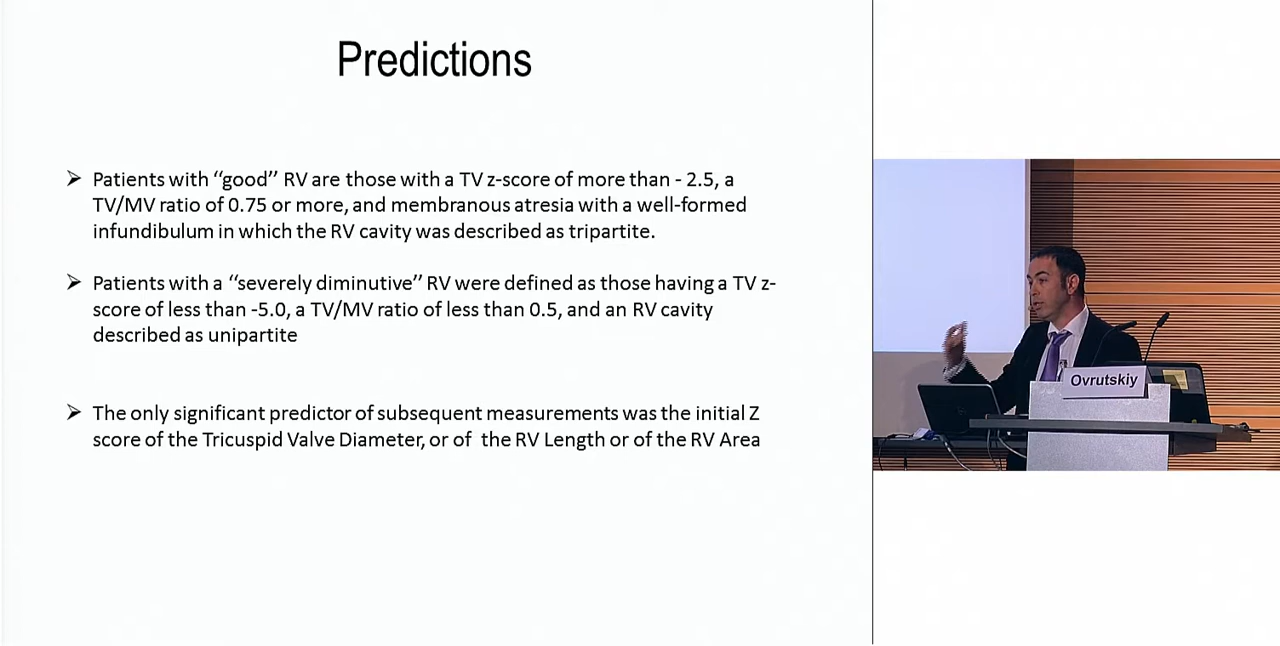 Predictions
➢ Patients with “good” RV are those with a TV z-score of more than - 2.5, a
TV/MV ratio of 0.75 or more, and membranous atresia with a well-formed
infundibulum in which the RV cavity was described as tripartite.
➢ Patients with a “severely diminutive” RV were defined as those having a TV z-
score of less than -5.0, a TV/MV ratio of less than 0.5, and an RV cavity
described as unipartite
➢ The only significant predictor of subsequent measurements was the initial Z
score of the Tricuspid Valve Diameter, or of  the RV Length or of the RV Area
Ovrutskiy